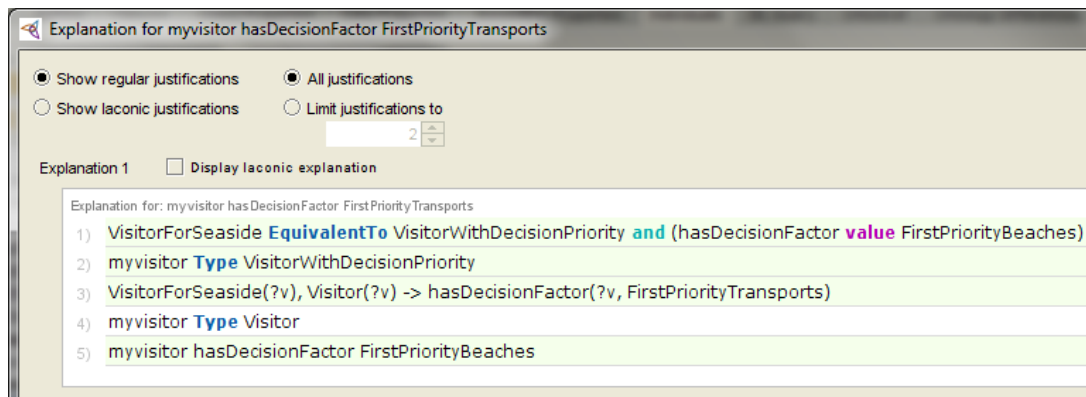 Explanation for myvisitor hasDecisionFactor FirstPriorityTransports
Show regular justifications All justifications
Show laconic justifications Limit justifications to
2
Explanation 1 Display laconic explanation
Explanation for: myvisitor hasDecisionFactor FirstPriorityTransports
1) VisitorForSeaside EquivalentTo VisitorWithDecisionPriority and (hasDecisionFactor value FirstPriorityBeaches)
2) myvisitor Type VisitorWithDecisionPriority
3) VisitorForSeaside(?v), Visitor(?v) -> hasDecisionFactor(?v, FirstPriorityTransports)
4) myvisitor Type Visitor
5) myvisitor hasDecisionFactor FirstPriorityBeaches